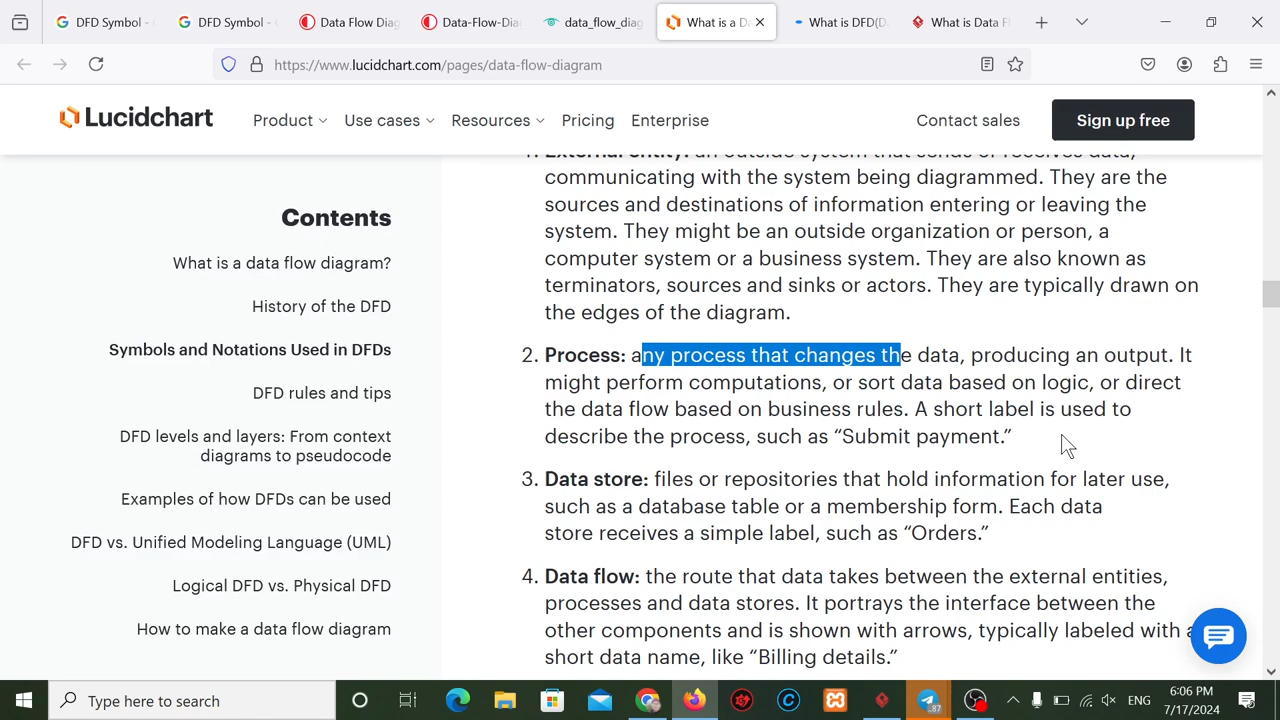 DFD Symbol -
DFD Symbol -
Data Flow Diag
Data-Flow-Dia
data_flow_diag
What is a Da
What is DFD(D
What is Data F
https://www.lucidchart.com/pages/data-flow-diagram
Lucidchart
Product
Use cases
Resources
Pricing
Enterprise
Contact sales
Sign up free
Contents
What is a data flow diagram?
History of the DFD
Symbols and Notations Used in DFDs
DFD rules and tips
DFD levels and layers: From context
diagrams to pseudocode
Examples of how DFDs can be used
DFD vs. Unified Modeling Language (UML)
Logical DFD vs. Physical DFD
How to make a data flow diagram
1. External entity: an outside system that sends or receives data,
communicating with the system being diagrammed. They are the
sources and destinations of information entering or leaving the
system. They might be an outside organization or person, a
computer system or a business system. They are also known as
terminators, sources and sinks or actors. They are typically drawn on
the edges of the diagram.
2. Process: any process that changes the data, producing an output. It
might perform computations, or sort data based on logic, or direct
the data flow based on business rules. A short label is used to
describe the process, such as “Submit payment.”
3. Data store: files or repositories that hold information for later use,
such as a database table or a membership form. Each data
store receives a simple label, such as “Orders.”
4. Data flow: the route that data takes between the external entities,
processes and data stores. It portrays the interface between the
other components and is shown with arrows, typically labeled with a
short data name, like “Billing details.”
Type here to search
87
ENG
6:06 PM
7/17/2024